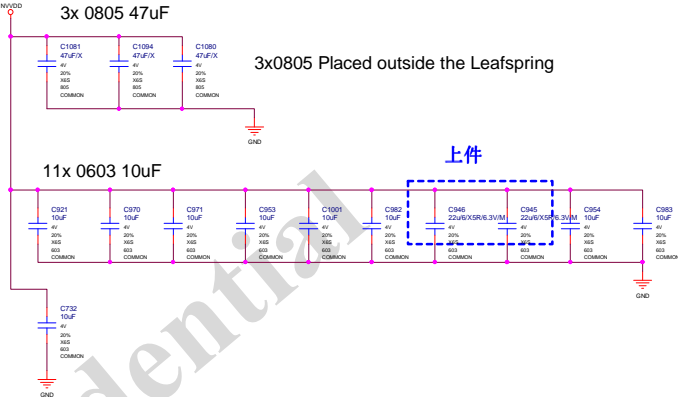 NVVDD
3x 0805 47uF
C1081
47uF/X
4V
20%
X6S
805
COMMON
C1094
47uF/X
4V
20%
X6S
805
COMMON
C1080
47uF/X
4V
20%
X6S
805
COMMON
3x0805 Placed outside the Leafspring
GND
上件
11x 0603 10uF
C921
10uF
4V
20%
X6S
603
COMMON
C970
10uF
4V
20%
X6S
603
COMMON
C971
10uF
4V
20%
X6S
603
COMMON
C953
10uF
4V
20%
X6S
603
COMMON
C1001
10uF
4V
20%
X6S
603
COMMON
C982
10uF
4V
20%
X6S
603
COMMON
C946
22u/6/X5R/6.3V/M
4V
20%
X6S
603
COMMON
C945
22u/6/X5R/6.3V/M
4V
20%
X6S
603
COMMON
C954
10uF
4V
20%
X6S
603
COMMON
C983
10uF
4V
20%
X6S
603
COMMON
GND
C732
10uF
4V
20%
X6S
603
COMMON
GND
dential